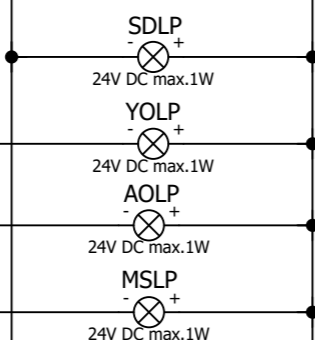 SDLP
- +
24V DC max.1W
YOLP
- +
24V DC max.1W
AOLP
- +
24V DC max.1W
MSLP
- +
24V DC max.1W